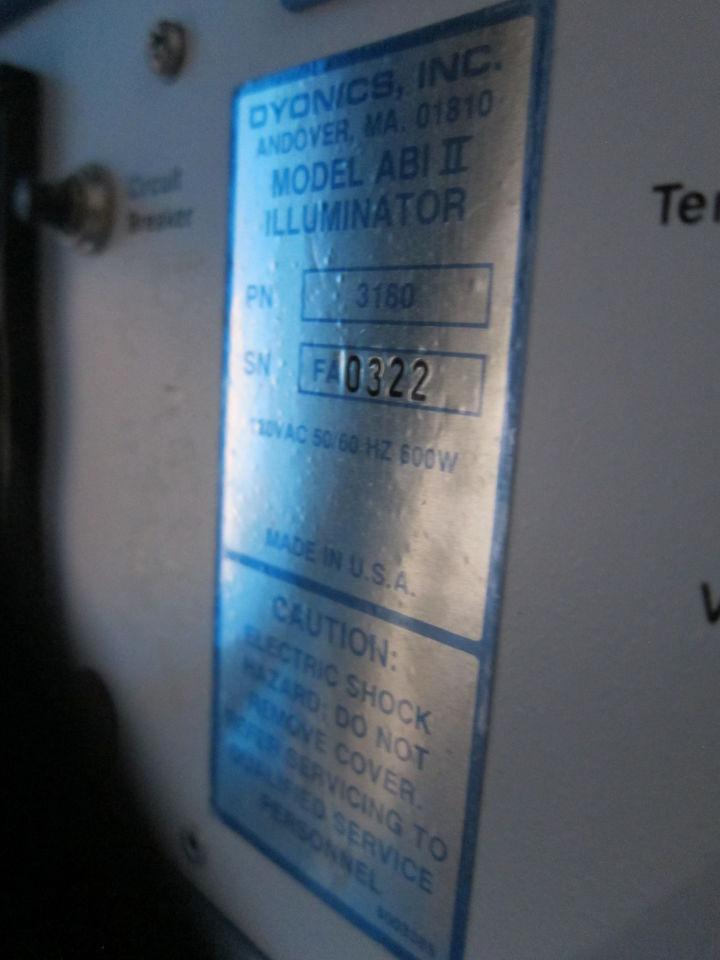 DYONICS, INC.
ANDOVER, MA. 01810
MODEL ABI II
ILLUMINATOR
PN 3180
SN FA0322
120VAC 50/60 HZ 600W
MADE IN U.S.A.
CAUTION:
ELECTRIC SHOCK
HAZARD; DO NOT
REMOVE COVER.
REFER SERVICING TO
QUALIFIED SERVICE
PERSONNEL
Circuit
Breaker